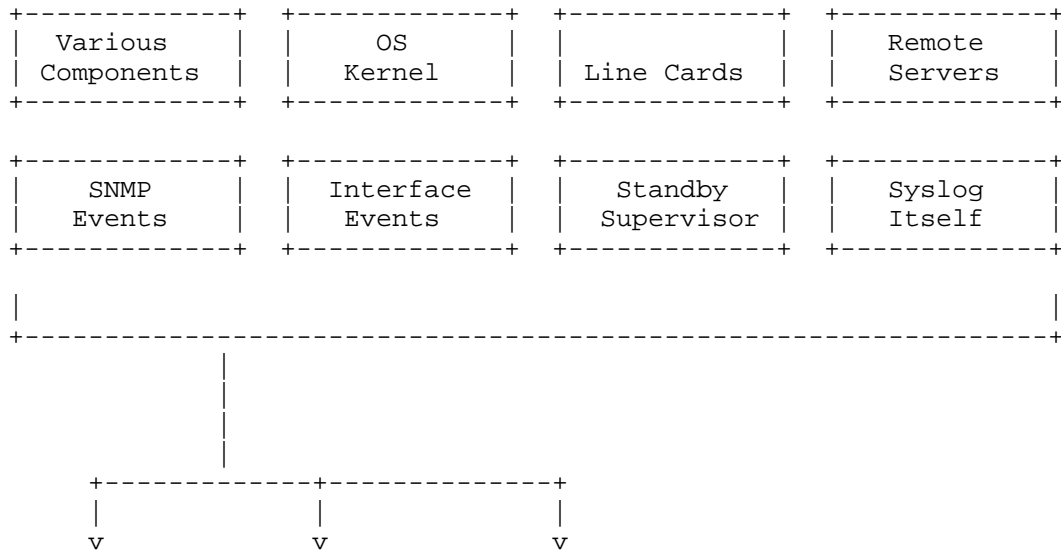 Various OS Remote
Components Kernel Line Cards Servers
SNMP Interface Standby Syslog
Events Events Supervisor Itself
v v v